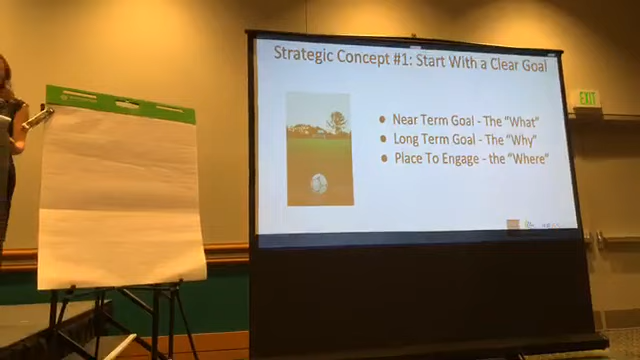 Strategic Concept #1: Start With a Clear Goal
● Near Term Goal - The "What"
● Long Term Goal - The "Why"
● Place To Engage - the "Where"
EXIT